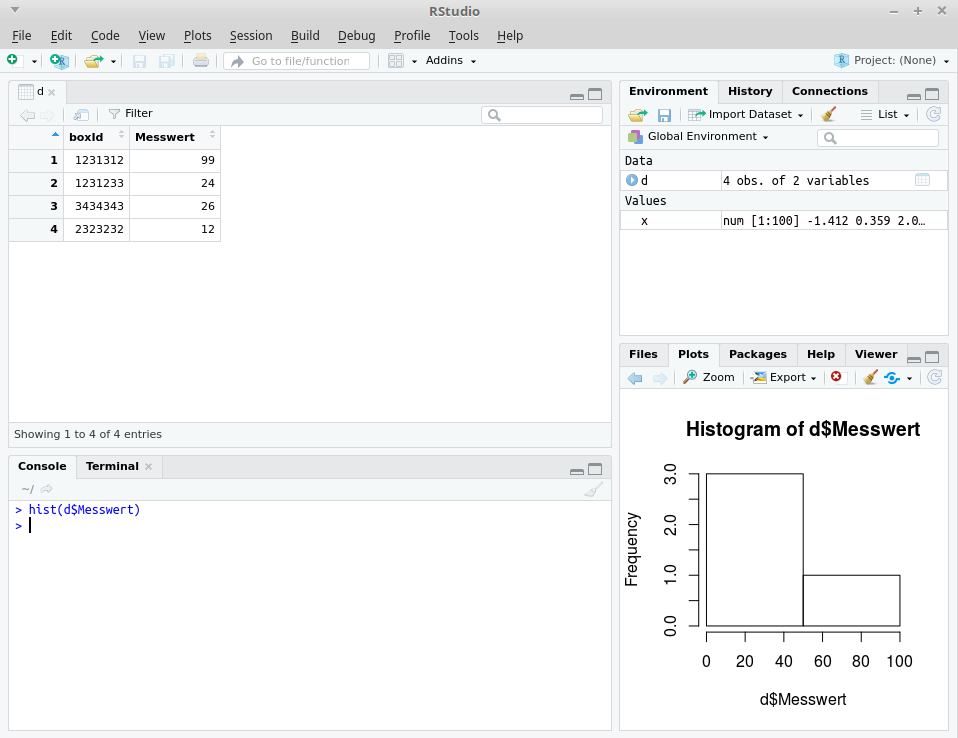 RStudio
File Edit Code View Plots Session Build Debug Profile Tools Help
Go to file/function Addins Project: (None)
d
Filter
boxId Messwert
1 1231312 99
2 1231233 24
3 3434343 26
4 2323232 12
Showing 1 to 4 of 4 entries
Console Terminal
~/
> hist(d$Messwert)
>
Environment History Connections
Import Dataset List
Global Environment
Data
d 4 obs. of 2 variables
Values
x num [1:100] -1.412 0.359 2.0…
Files Plots Packages Help Viewer
Zoom Export
Histogram of d$Messwert
Frequency
3.0
2.0
1.0
0.0
0 20 40 60 80 100
d$Messwert